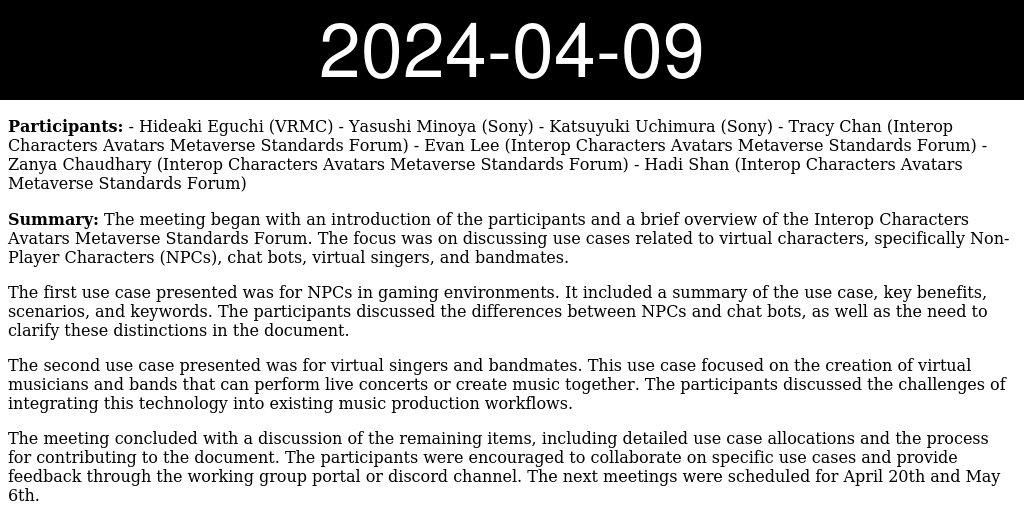 2024-04-09
Participants: - Hideaki Eguchi (VRMC) - Yasushi Minoya (Sony) - Katsuyuki Uchimura (Sony) - Tracy Chan (Interop
Characters Avatars Metaverse Standards Forum) - Evan Lee (Interop Characters Avatars Metaverse Standards Forum) -
Zanya Chaudhary (Interop Characters Avatars Metaverse Standards Forum) - Hadi Shan (Interop Characters Avatars
Metaverse Standards Forum)
Summary: The meeting began with an introduction of the participants and a brief overview of the Interop Characters
Avatars Metaverse Standards Forum. The focus was on discussing use cases related to virtual characters, specifically Non-
Player Characters (NPCs), chat bots, virtual singers, and bandmates.
The first use case presented was for NPCs in gaming environments. It included a summary of the use case, key benefits,
scenarios, and keywords. The participants discussed the differences between NPCs and chat bots, as well as the need to
clarify these distinctions in the document.
The second use case presented was for virtual singers and bandmates. This use case focused on the creation of virtual
musicians and bands that can perform live concerts or create music together. The participants discussed the challenges of
integrating this technology into existing music production workflows.
The meeting concluded with a discussion of the remaining items, including detailed use case allocations and the process
for contributing to the document. The participants were encouraged to collaborate on specific use cases and provide
feedback through the working group portal or discord channel. The next meetings were scheduled for April 20th and May
6th.